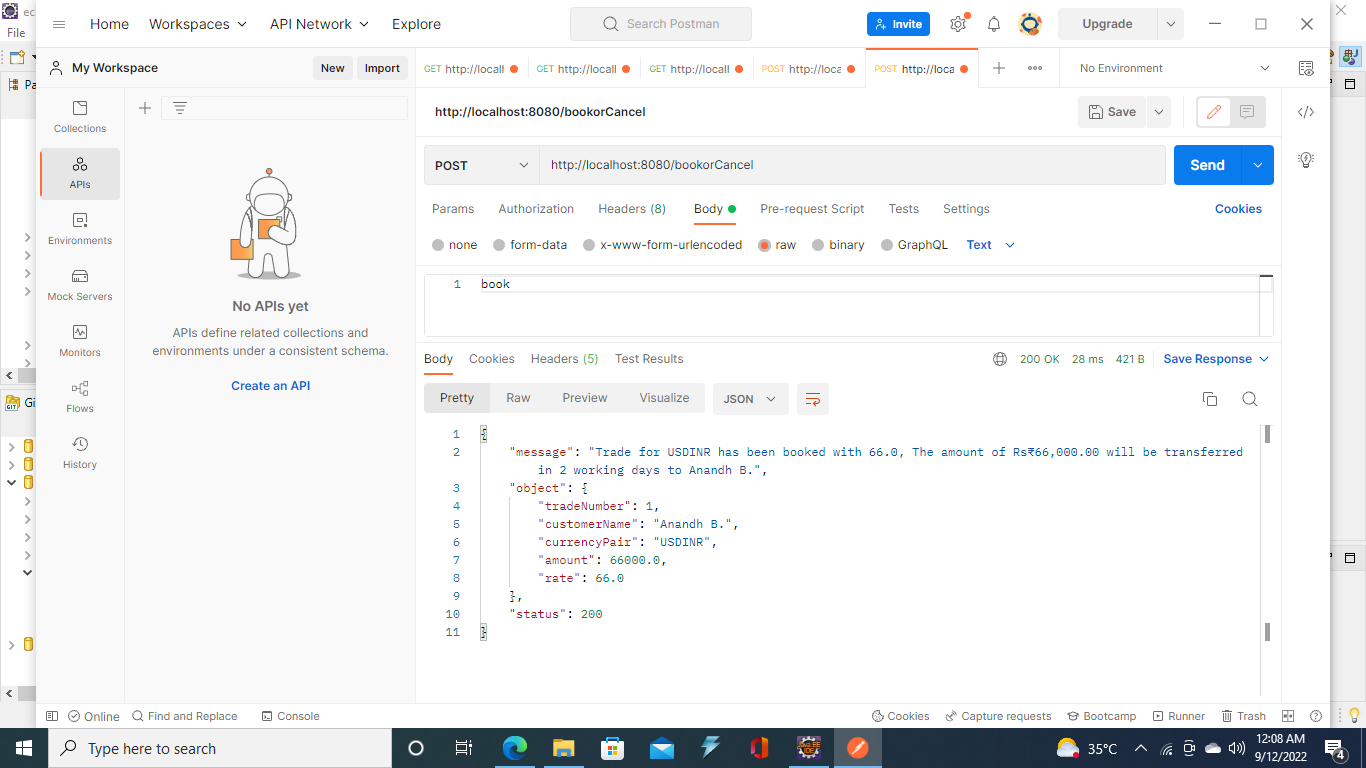 ec
Home Workspaces API Network Explore Search Postman Invite Upgrade
File
My Workspace New Import GET http://locall GET http://locall GET http://locall POST http://loca POST http://loca No Environment
Pa
Collections
APIs
Environments
Mock Servers
Monitors
Flows
History
Gi
GIT
No APIs yet
APIs define related collections and
environments under a consistent schema.
Create an API
http://localhost:8080/bookorCancel Save
POST http://localhost:8080/bookorCancel Send
Params Authorization Headers (8) Body Pre-request Script Tests Settings Cookies
none form-data x-www-form-urlencoded raw binary GraphQL Text
1 book
Body Cookies Headers (5) Test Results 200 OK 28 ms 421 B Save Response
Pretty Raw Preview Visualize JSON
1 {
2 "message": "Trade for USDINR has been booked with 66.0, The amount of Rs₹66,000.00 will be transferred
in 2 working days to Anandh B.",
3 "object": {
4 "tradeNumber": 1,
5 "customerName": "Anandh B.",
6 "currencyPair": "USDINR",
7 "amount": 66000.0,
8 "rate": 66.0
9 },
10 "status": 200
11 }
Online Find and Replace Console Cookies Capture requests Bootcamp Runner Trash
Type here to search
Java EE
IDE
35°C
12:08 AM
9/12/2022
4